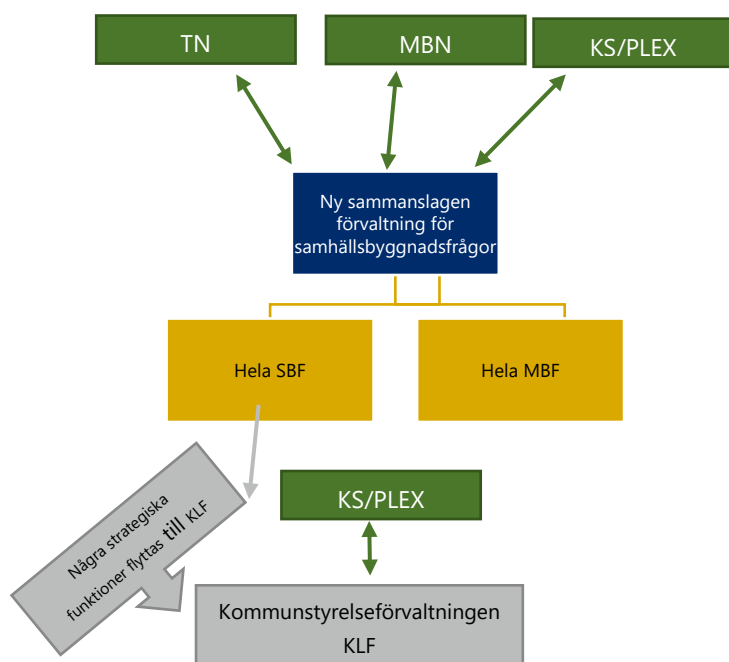 TN
MBN
KS/PLEX
Ny sammanslagen
förvaltning för
samhällsbyggnadsfrågor
Hela SBF
Hela MBF
Några strategiska
funktioner flyttas till KLF
KS/PLEX
Kommunstyrelseförvaltningen
KLF